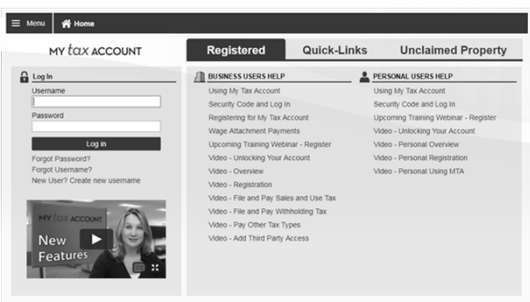 Menu Home
MY tax ACCOUNT
Registered Quick-Links Unclaimed Property
Log In
Username
Password
Log in
Forgot Password?
Forgot Username?
New User? Create new username
MY tax ACCOUNT
New
Features
BUSINESS USERS HELP
Using My Tax Account
Security Code and Log In
Registering for My Tax Account
Wage Attachment Payments
Upcoming Training Webinar - Register
Video - Unlocking Your Account
Video - Overview
Video - Registration
Video - File and Pay Sales and Use Tax
Video - File and Pay Withholding Tax
Video - Pay Other Tax Types
Video - Add Third Party Access
PERSONAL USERS HELP
Using My Tax Account
Security Code and Log In
Upcoming Training Webinar - Register
Video - Unlocking Your Account
Video - Personal Overview
Video - Personal Registration
Video - Personal Using MTA